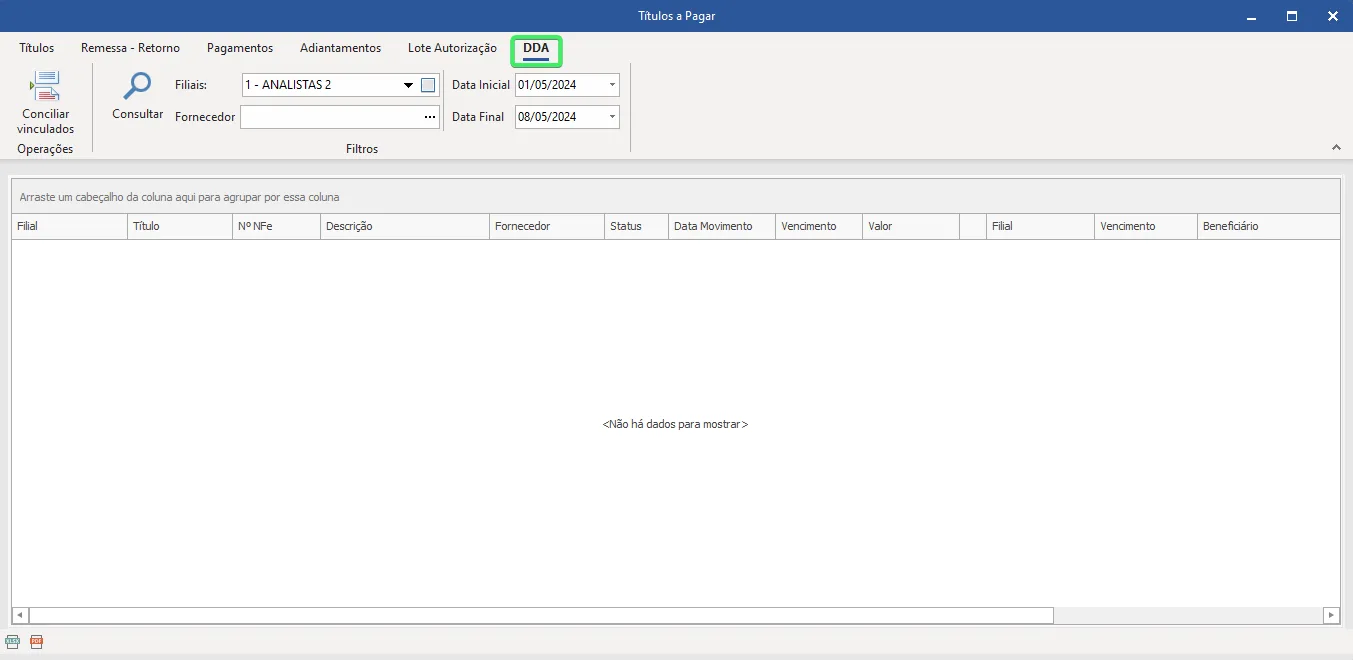 Títulos a Pagar
Títulos Remessa - Retorno Pagamentos Adiantamentos Lote Autorização DDA
Conciliar vinculados
Operações
Consultar
Filiais: 1 - ANALISTAS 2
Fornecedor ...
Data Inicial 01/05/2024
Data Final 08/05/2024
Filtros
Arraste um cabeçalho da coluna aqui para agrupar por essa coluna
Filial Título Nº NFe Descrição Fornecedor Status Data Movimento Vencimento Valor Filial Vencimento Beneficiário
<Não há dados para mostrar>
XLSX PDF